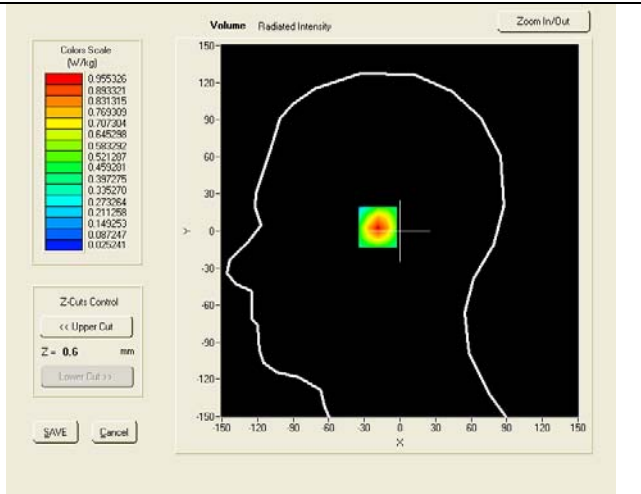 Volume Radiated Intensity
Zoom In/Out
Colors Scale
(W/kg)
0.955326
0.893321
0.831315
0.769309
0.707304
0.645298
0.583292
0.521287
0.459281
0.397275
0.335270
0.273264
0.211258
0.149253
0.087247
0.025241
Z-Cuts Control
<< Upper Cut
Z = 0.6 mm
Lower Cut >>
SAVE Cancel
150
120
90
60
30
0
-30
-60
-90
-120
-150
Y
-150 -120 -90 -60 -30 0 30 60 90 120 150
X